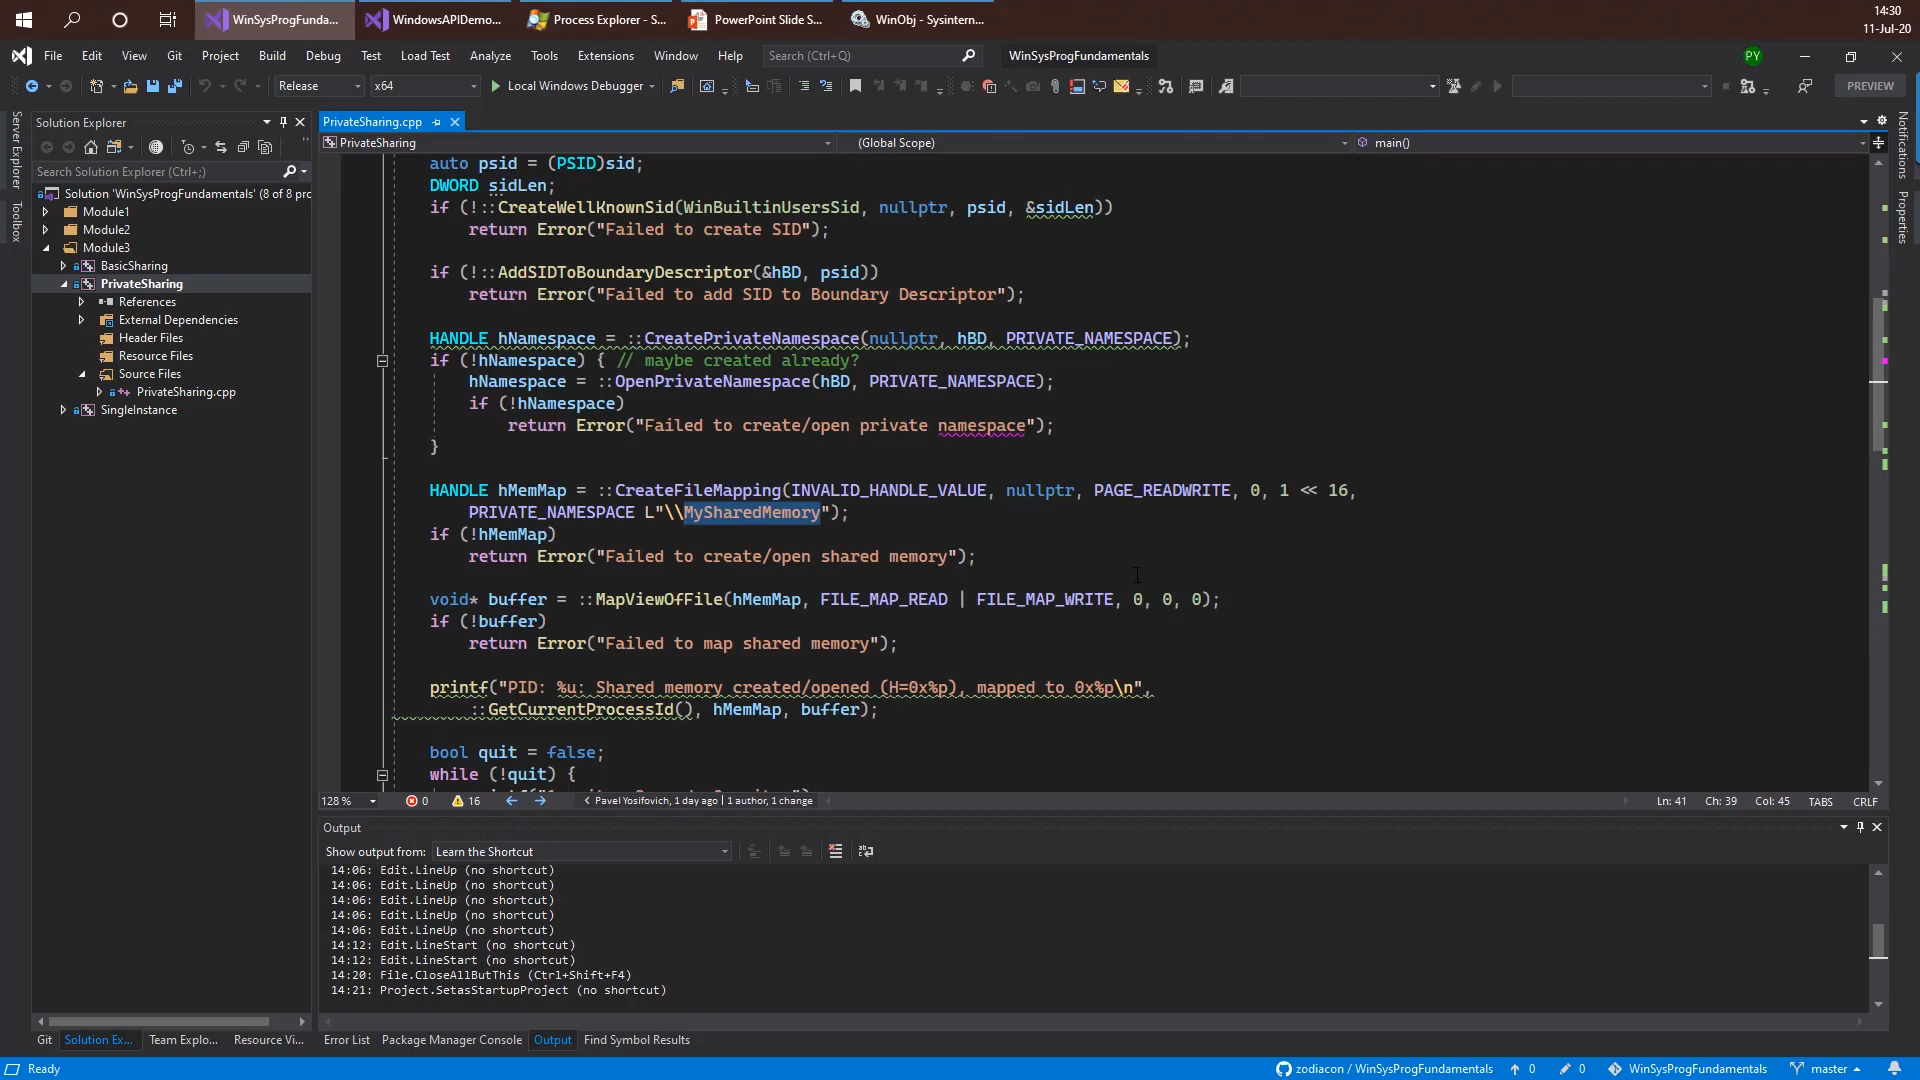 WinSysProgFunda...
WindowsAPIDemo...
Process Explorer - S...
PowerPoint Slide S...
WinObj - Sysintern...
14:30
11-Jul-20
File Edit View Git Project Build Debug Test Load Test Analyze Tools Extensions Window Help
Search (Ctrl+Q)
WinSysProgFundamentals
PY
Release
x64
Local Windows Debugger
PREVIEW
Server Explorer
Toolbox
Solution Explorer
Search Solution Explorer (Ctrl+;)
Solution 'WinSysProgFundamentals' (8 of 8 prc
Module1
Module2
Module3
BasicSharing
PrivateSharing
References
External Dependencies
Header Files
Resource Files
Source Files
PrivateSharing.cpp
SingleInstance
PrivateSharing.cpp
PrivateSharing
(Global Scope)
main()
auto psid = (PSID)sid;
DWORD sidLen;
if (!::CreateWellKnownSid(WinBuiltinUsersSid, nullptr, psid, &sidLen))
return Error("Failed to create SID");
if (!::AddSIDToBoundaryDescriptor(&hBD, psid))
return Error("Failed to add SID to Boundary Descriptor");
HANDLE hNamespace = ::CreatePrivateNamespace(nullptr, hBD, PRIVATE_NAMESPACE);
if (!hNamespace) { // maybe created already?
hNamespace = ::OpenPrivateNamespace(hBD, PRIVATE_NAMESPACE);
if (!hNamespace)
return Error("Failed to create/open private namespace");
}
HANDLE hMemMap = ::CreateFileMapping(INVALID_HANDLE_VALUE, nullptr, PAGE_READWRITE, 0, 1 << 16,
PRIVATE_NAMESPACE L"\\MySharedMemory");
if (!hMemMap)
return Error("Failed to create/open shared memory");
void* buffer = ::MapViewOfFile(hMemMap, FILE_MAP_READ | FILE_MAP_WRITE, 0, 0, 0);
if (!buffer)
return Error("Failed to map shared memory");
printf("PID: %u: Shared memory created/opened (H=0x%p), mapped to 0x%p\n",
::GetCurrentProcessId(), hMemMap, buffer);
bool quit = false;
while (!quit) {
Notifications
Properties
128 %
0
16
Pavel Yosifovich, 1 day ago | 1 author, 1 change
Ln: 41 Ch: 39 Col: 45 TABS CRLF
Output
Show output from: Learn the Shortcut
14:06: Edit.LineUp (no shortcut)
14:06: Edit.LineUp (no shortcut)
14:06: Edit.LineUp (no shortcut)
14:06: Edit.LineUp (no shortcut)
14:06: Edit.LineUp (no shortcut)
14:12: Edit.LineStart (no shortcut)
14:12: Edit.LineStart (no shortcut)
14:20: File.CloseAllButThis (Ctrl+Shift+F4)
14:21: Project.SetasStartupProject (no shortcut)
Git Solution Ex... Team Explo... Resource Vi...
Error List Package Manager Console Output Find Symbol Results
Ready
zodiacon / WinSysProgFundamentals 0 0 WinSysProgFundamentals master